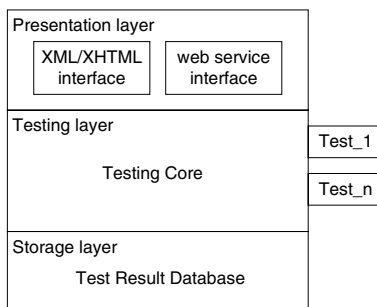 Presentation layer
XML/XHTML
interface
web service
interface
Testing layer
Testing Core
Test_1
Test_n
Storage layer
Test Result Database